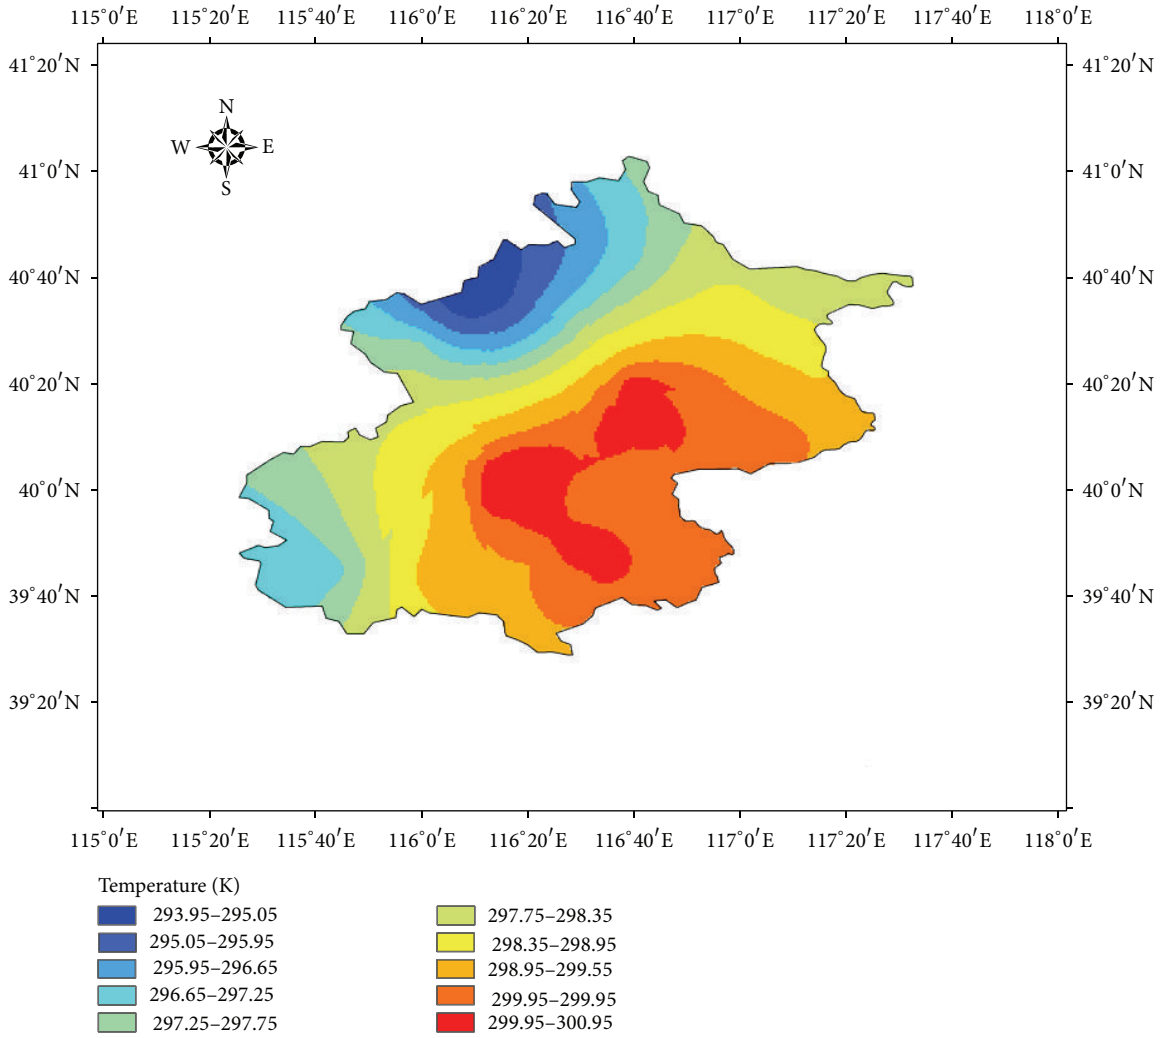 115°0′E 115°20′E 115°40′E 116°0′E 116°20′E 116°40′E 117°0′E 117°20′E 117°40′E 118°0′E
41°20′N 41°20′N
N
W E
S
41°0′N 41°0′N
40°40′N 40°40′N
40°20′N 40°20′N
40°0′N 40°0′N
39°40′N 39°40′N
39°20′N 39°20′N
115°0′E 115°20′E 115°40′E 116°0′E 116°20′E 116°40′E 117°0′E 117°20′E 117°40′E 118°0′E
Temperature (K)
293.95–295.05
295.05–295.95
295.95–296.65
296.65–297.25
297.25–297.75
297.75–298.35
298.35–298.95
298.95–299.55
299.95–299.95
299.95–300.95